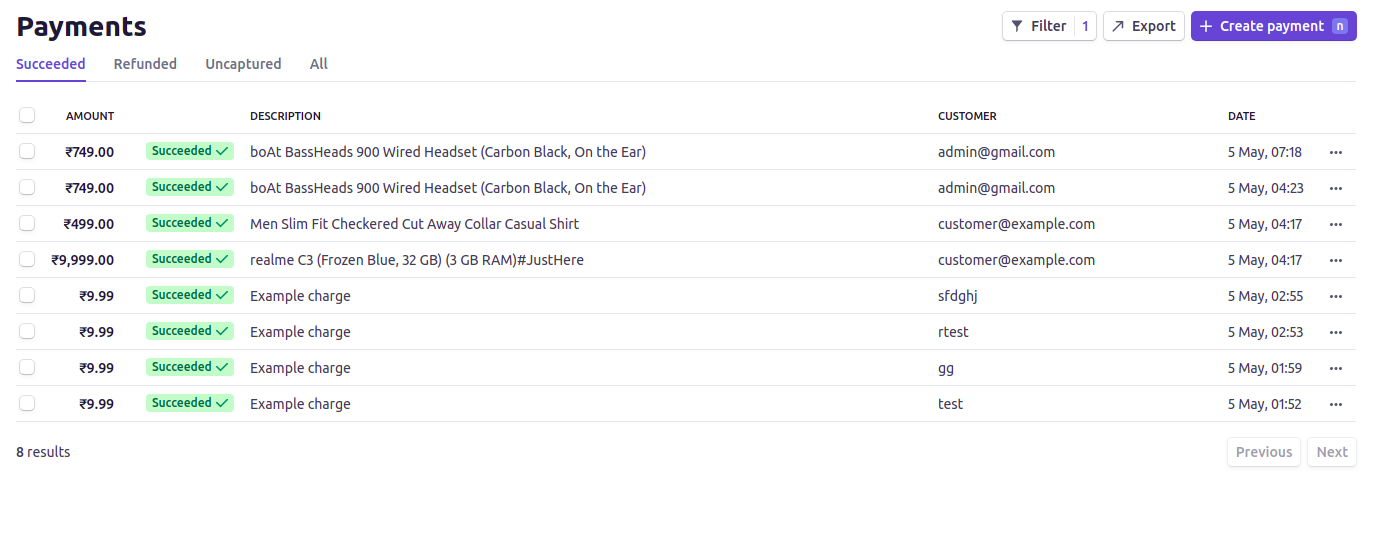 Payments
Filter 1 Export + Create payment n
Succeeded Refunded Uncaptured All
AMOUNT DESCRIPTION CUSTOMER DATE
₹749.00 Succeeded ✓ boAt BassHeads 900 Wired Headset (Carbon Black, On the Ear) admin@gmail.com 5 May, 07:18 •••
₹749.00 Succeeded ✓ boAt BassHeads 900 Wired Headset (Carbon Black, On the Ear) admin@gmail.com 5 May, 04:23 •••
₹499.00 Succeeded ✓ Men Slim Fit Checkered Cut Away Collar Casual Shirt customer@example.com 5 May, 04:17 •••
₹9,999.00 Succeeded ✓ realme C3 (Frozen Blue, 32 GB) (3 GB RAM)#JustHere customer@example.com 5 May, 04:17 •••
₹9.99 Succeeded ✓ Example charge sfdghj 5 May, 02:55 •••
₹9.99 Succeeded ✓ Example charge rtest 5 May, 02:53 •••
₹9.99 Succeeded ✓ Example charge gg 5 May, 01:59 •••
₹9.99 Succeeded ✓ Example charge test 5 May, 01:52 •••
8 results Previous Next